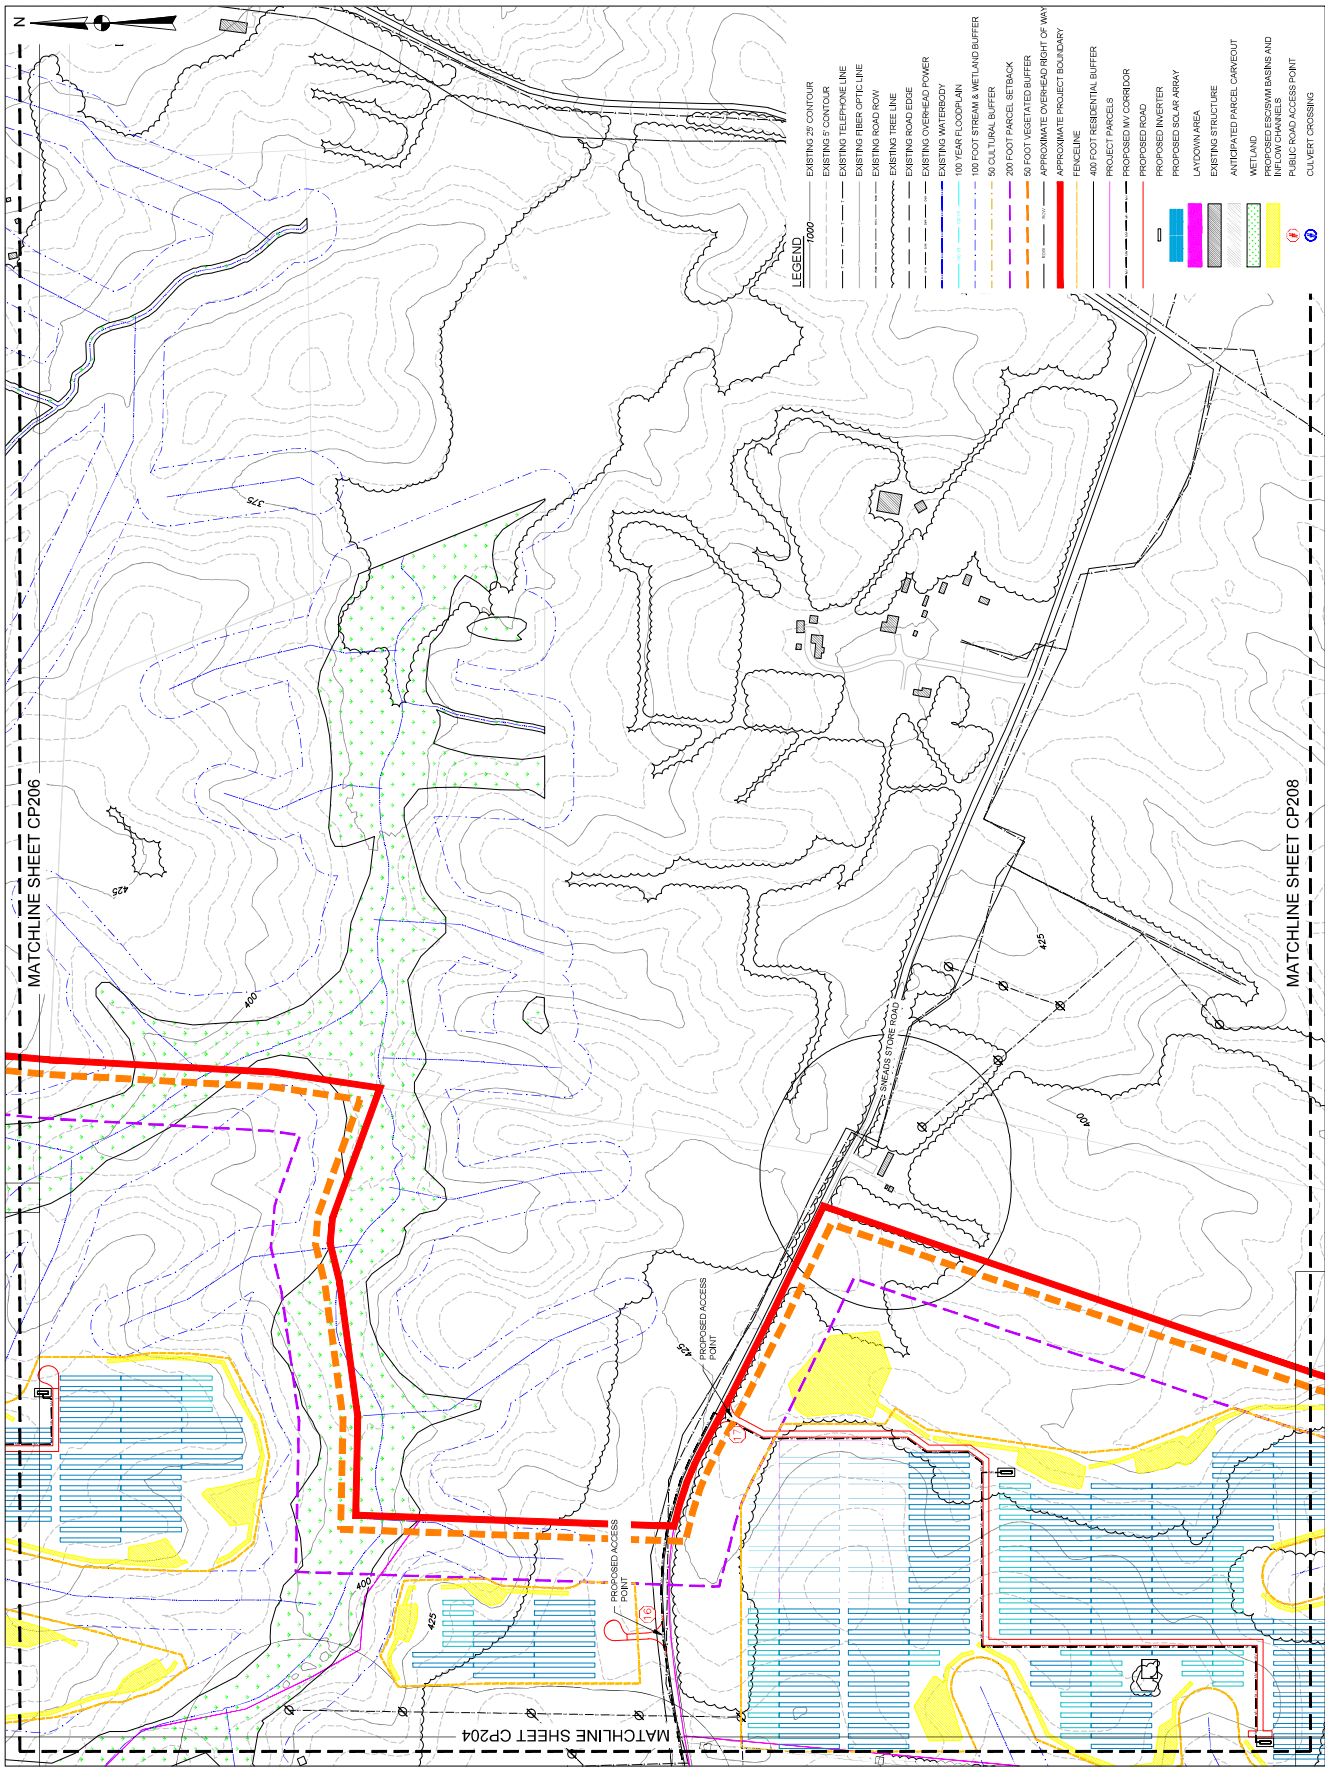 N
MATCHLINE SHEET CP206
LEGEND
1000
EXISTING 25' CONTOUR
EXISTING 5' CONTOUR
EXISTING TELEPHONE LINE
EXISTING FIBER OPTIC LINE
EXISTING ROAD ROW
EXISTING TREE LINE
EXISTING ROAD EDGE
EXISTING OVERHEAD POWER
EXISTING WATERBODY
100 YEAR FLOODPLAIN
100 FOOT STREAM & WETLAND BUFFER
50 CULTURAL BUFFER
200 FOOT PARCEL SETBACK
50 FOOT VEGETATED BUFFER
APPROXIMATE OVERHEAD RIGHT OF WAY
APPROXIMATE PROJECT BOUNDARY
FENCELINE
400 FOOT RESIDENTIAL BUFFER
PROJECT PARCELS
PROPOSED MV CORRIDOR
PROPOSED ROAD
PROPOSED INVERTER
PROPOSED SOLAR ARRAY
LAYDOWN AREA
EXISTING STRUCTURE
ANTICIPATED PARCEL CARVEOUT
WETLAND
PROPOSED ESC/SWM BASINS AND
INFLOW CHANNELS
PUBLIC ROAD ACCESS POINT
CULVERT CROSSING
#
#
375
425
400
425
SNEADS STORE ROAD
400
425
PROPOSED ACCESS
POINT
17
PROPOSED ACCESS
POINT
16
400
425
MATCHLINE SHEET CP204
MATCHLINE SHEET CP208